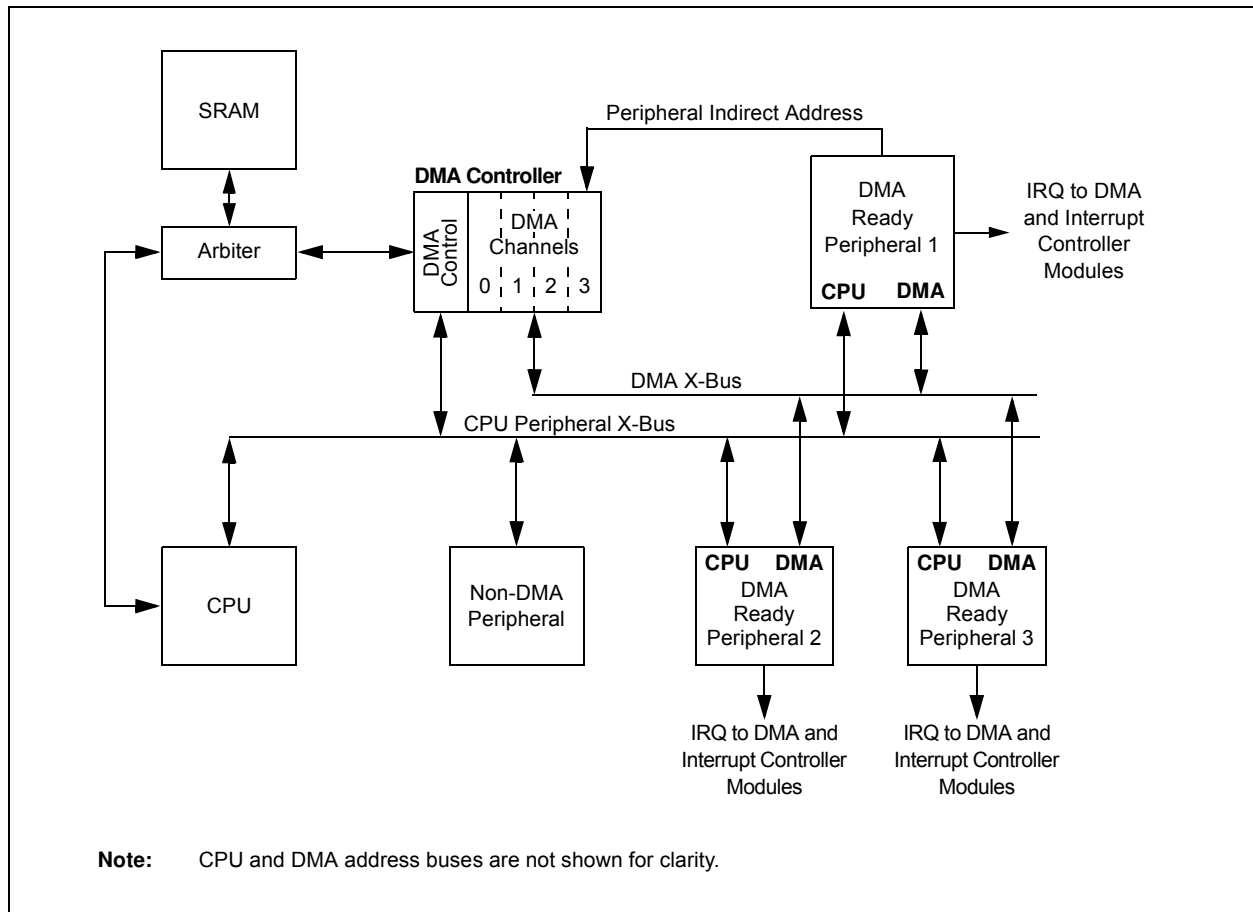 SRAM
Peripheral Indirect Address
DMA Controller
DMA
Ready
Peripheral 1
CPU DMA
IRQ to DMA
and Interrupt
Controller
Modules
Arbiter
DMA
Control
DMA
Channels
0 1 2 3
DMA X-Bus
CPU Peripheral X-Bus
CPU
Non-DMA
Peripheral
CPU DMA
DMA
Ready
Peripheral 2
CPU DMA
DMA
Ready
Peripheral 3
IRQ to DMA and
Interrupt Controller
Modules
IRQ to DMA and
Interrupt Controller
Modules
Note: CPU and DMA address buses are not shown for clarity.